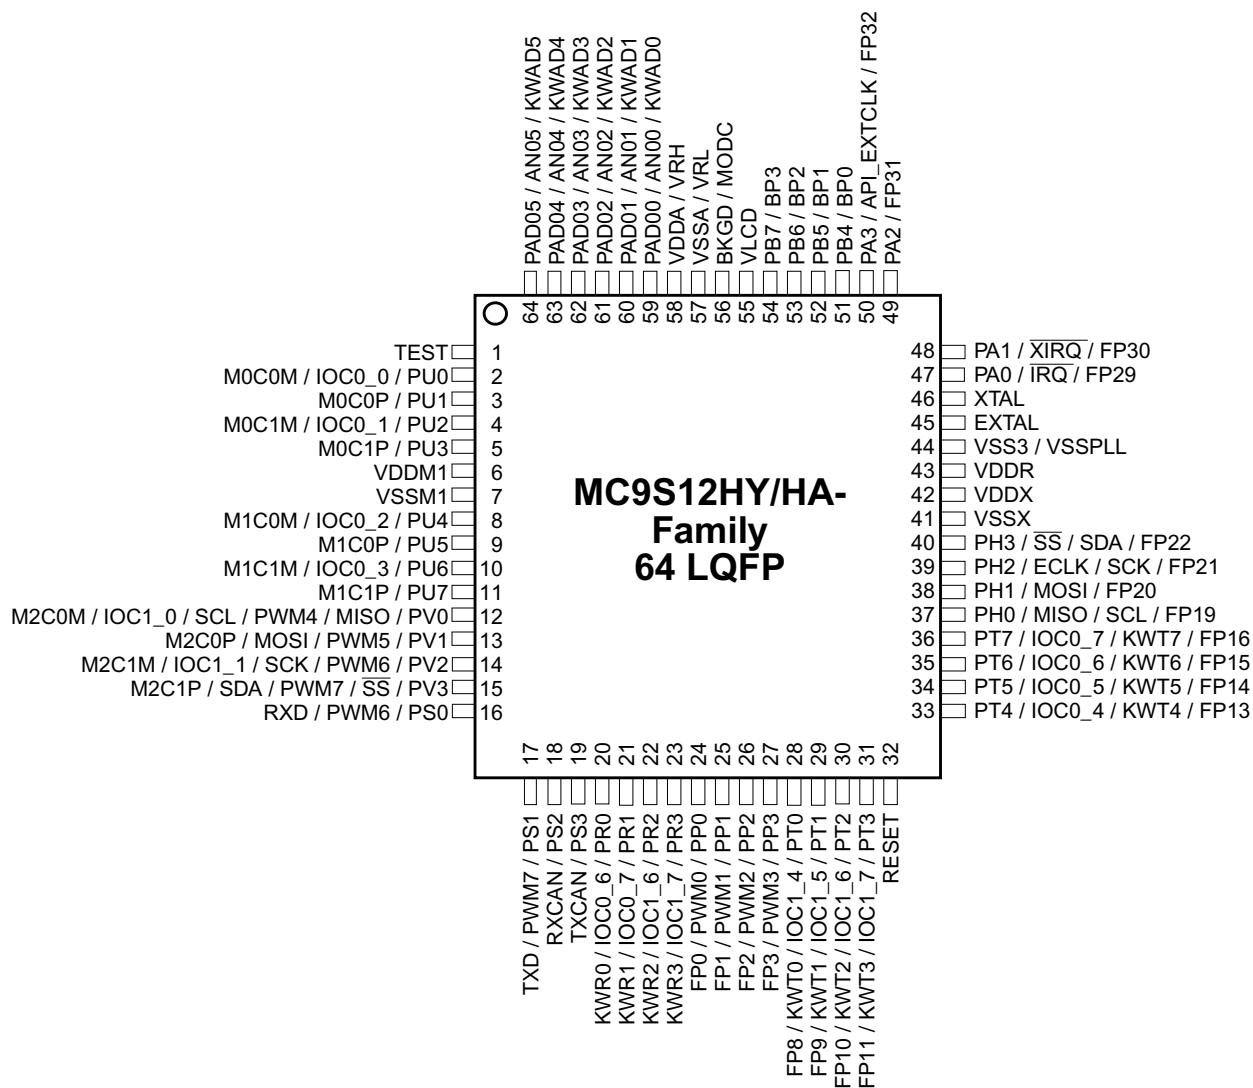 PAD05 / AN05 / KWAD5
PAD04 / AN04 / KWAD4
PAD03 / AN03 / KWAD3
PAD02 / AN02 / KWAD2
PAD01 / AN01 / KWAD1
PAD00 / AN00 / KWAD0
VDDA / VRH
VSSA / VRL
BKGD / MODC
VLCD
PB7 / BP3
PB6 / BP2
PB5 / BP1
PB4 / BP0
PA3 / API_EXTCLK / FP32
PA2 / FP31
64
63
62
61
60
59
58
57
56
55
54
53
52
51
50
49
TEST 1
M0C0M / IOC0_0 / PU0 2
M0C0P / PU1 3
M0C1M / IOC0_1 / PU2 4
M0C1P / PU3 5
VDDM1 6
VSSM1 7
M1C0M / IOC0_2 / PU4 8
M1C0P / PU5 9
M1C1M / IOC0_3 / PU6 10
M1C1P / PU7 11
M2C0M / IOC1_0 / SCL / PWM4 / MISO / PV0 12
M2C0P / MOSI / PWM5 / PV1 13
M2C1M / IOC1_1 / SCK / PWM6 / PV2 14
M2C1P / SDA / PWM7 / SS / PV3 15
RXD / PWM6 / PS0 16
MC9S12HY/HA-
Family
64 LQFP
48 PA1 / XIRQ / FP30
47 PA0 / IRQ / FP29
46 XTAL
45 EXTAL
44 VSS3 / VSSPLL
43 VDDR
42 VDDX
41 VSSX
40 PH3 / SS / SDA / FP22
39 PH2 / ECLK / SCK / FP21
38 PH1 / MOSI / FP20
37 PH0 / MISO / SCL / FP19
36 PT7 / IOC0_7 / KWT7 / FP16
35 PT6 / IOC0_6 / KWT6 / FP15
34 PT5 / IOC0_5 / KWT5 / FP14
33 PT4 / IOC0_4 / KWT4 / FP13
17
18
19
20
21
22
23
24
25
26
27
28
29
30
31
32
TXD / PWM7 / PS1
RXCAN / PS2
TXCAN / PS3
KWR0 / IOC0_6 / PR0
KWR1 / IOC0_7 / PR1
KWR2 / IOC1_6 / PR2
KWR3 / IOC1_7 / PR3
FP0 / PWM0 / PP0
FP1 / PWM1 / PP1
FP2 / PWM2 / PP2
FP3 / PWM3 / PP3
FP8 / KWT0 / IOC1_4 / PT0
FP9 / KWT1 / IOC1_5 / PT1
FP10 / KWT2 / IOC1_6 / PT2
FP11 / KWT3 / IOC1_7 / PT3
RESET